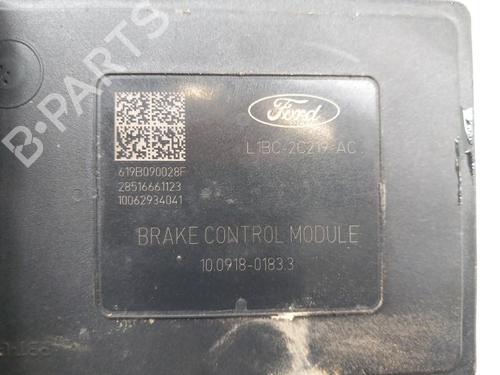 Ford
L1BC-2C219-AC
619B090028F
28516661123
10062934041
BRAKE CONTROL MODULE
10.0918-0183.3
B-PARTS